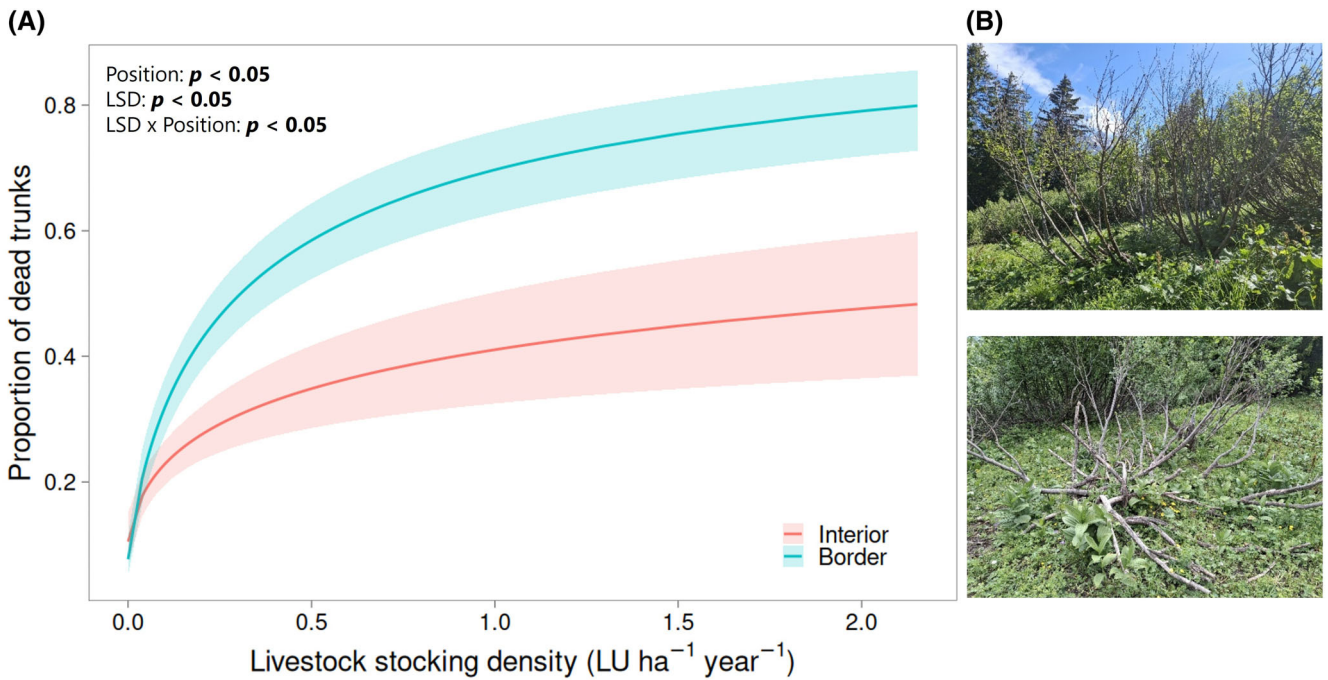 (A)
(B)
Position: p < 0.05
LSD: p < 0.05
LSD x Position: p < 0.05
Proportion of dead trunks
0.8
0.6
0.4
0.2
Interior
Border
0.0 0.5 1.0 1.5 2.0
Livestock stocking density (LU ha⁻¹ year⁻¹)